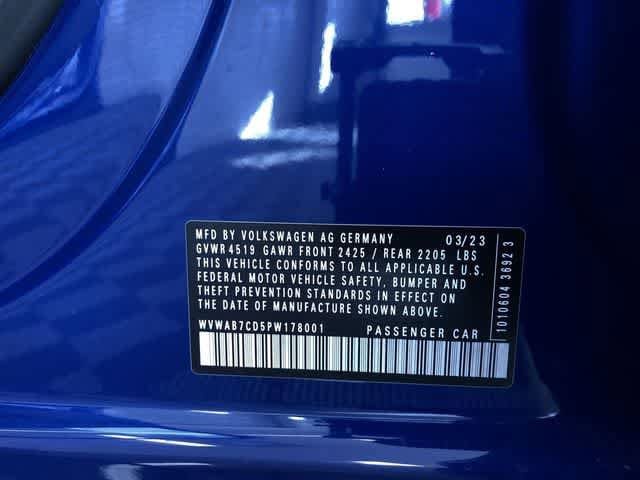 MFD BY VOLKSWAGEN AG GERMANY 03/23
GVWR 4519 GAWR FRONT 2425 / REAR 2205 LBS
THIS VEHICLE CONFORMS TO ALL APPLICABLE U.S.
FEDERAL MOTOR VEHICLE SAFETY, BUMPER AND
THEFT PREVENTION STANDARDS IN EFFECT ON
THE DATE OF MANUFACTURE SHOWN ABOVE.
WVWAB7CD5PW178001 PASSENGER CAR
1010604 3692 3